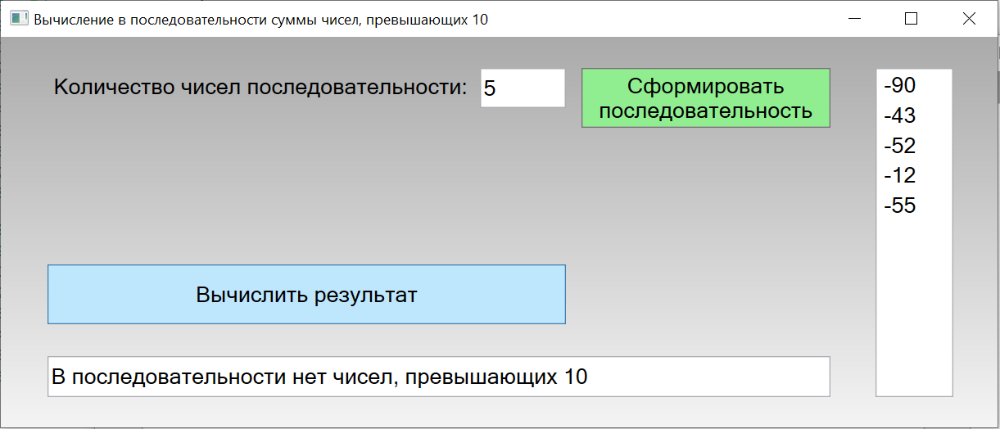 Вычисление в последовательности суммы чисел, превышающих 10
Количество чисел последовательности:
5
Сформировать
последовательность
-90
-43
-52
-12
-55
Вычислить результат
В последовательности нет чисел, превышающих 10